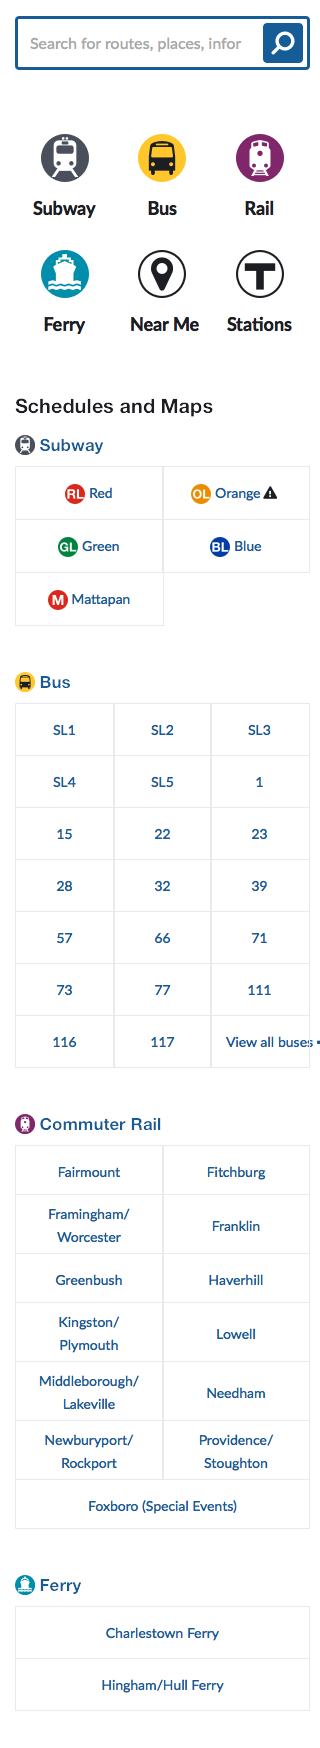 Search for routes, places, infor
Subway
Bus
Rail
Ferry
Near Me
T
Stations
Schedules and Maps
Subway
RL Red
OL Orange
GL Green
BL Blue
M Mattapan
Bus
SL1
SL2
SL3
SL4
SL5
1
15
22
23
28
32
39
57
66
71
73
77
111
116
117
View all buses
Commuter Rail
Fairmount
Fitchburg
Framingham/
Worcester
Franklin
Greenbush
Haverhill
Kingston/
Plymouth
Lowell
Middleborough/
Lakeville
Needham
Newburyport/
Rockport
Providence/
Stoughton
Foxboro (Special Events)
Ferry
Charlestown Ferry
Hingham/Hull Ferry